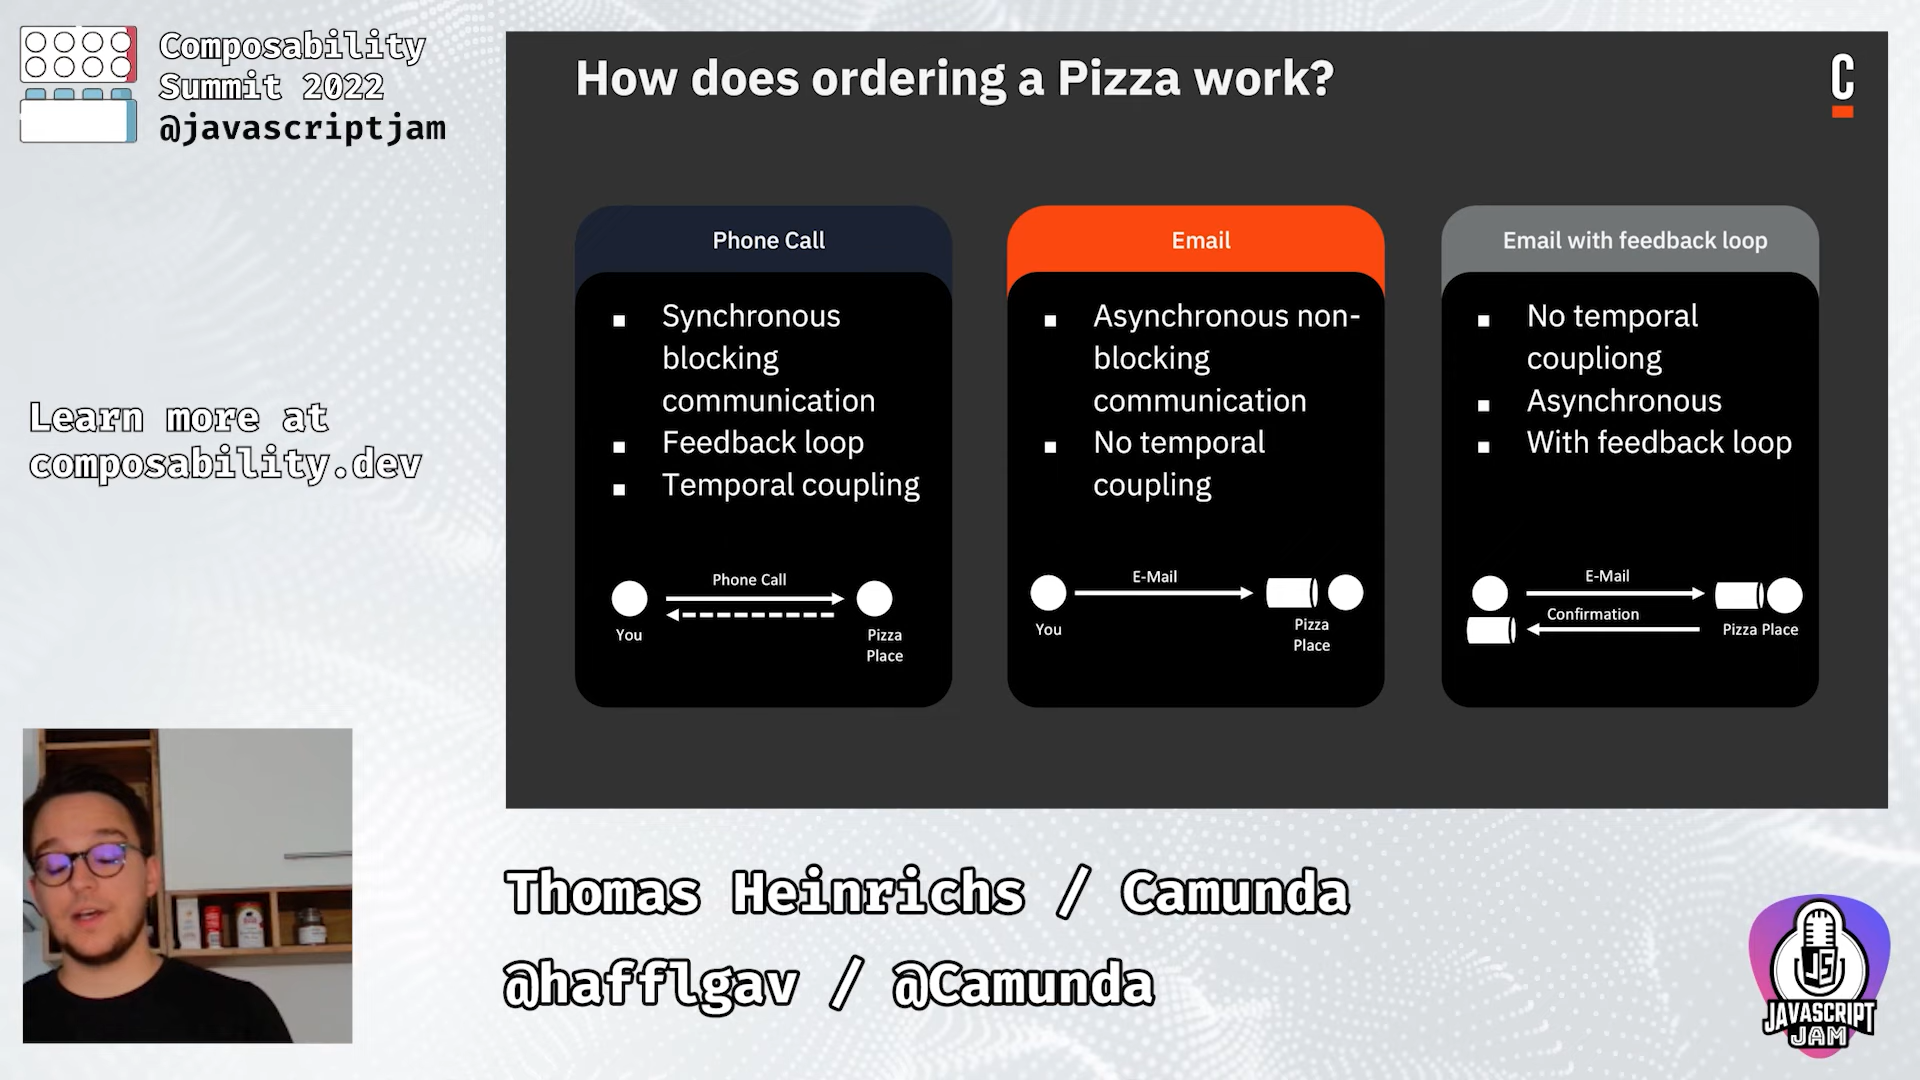 Composability
Summit 2022
@javascriptjam
Learn more at
composability.dev
How does ordering a Pizza work?
C
Phone Call
Synchronous
blocking
communication
Feedback loop
Temporal coupling
Phone Call
You
Pizza
Place
Email
Asynchronous non-
blocking
communication
No temporal
coupling
E-Mail
You
Pizza
Place
Email with feedback loop
No temporal
coupliong
Asynchronous
With feedback loop
E-Mail
Confirmation
Pizza Place
Thomas Heinrichs / Camunda
@hafflgav / @Camunda
JS
JAVASCRIPT
JAM